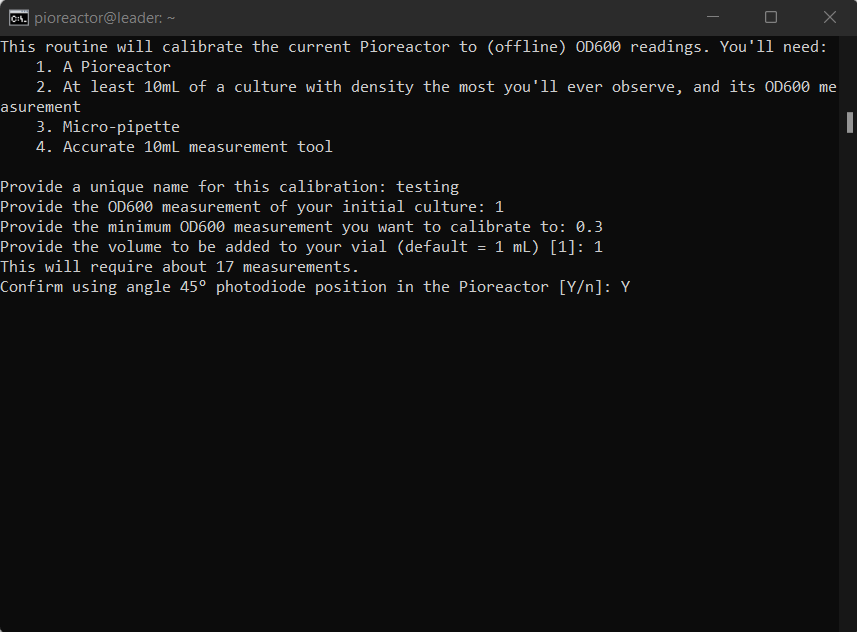 pioreactor@leader: ~
This routine will calibrate the current Pioreactor to (offline) OD600 readings. You'll need:
    1. A Pioreactor
    2. At least 10mL of a culture with density the most you'll ever observe, and its OD600 me
asurement
    3. Micro-pipette
    4. Accurate 10mL measurement tool

Provide a unique name for this calibration: testing
Provide the OD600 measurement of your initial culture: 1
Provide the minimum OD600 measurement you want to calibrate to: 0.3
Provide the volume to be added to your vial (default = 1 mL) [1]: 1
This will require about 17 measurements.
Confirm using angle 45° photodiode position in the Pioreactor [Y/n]: Y